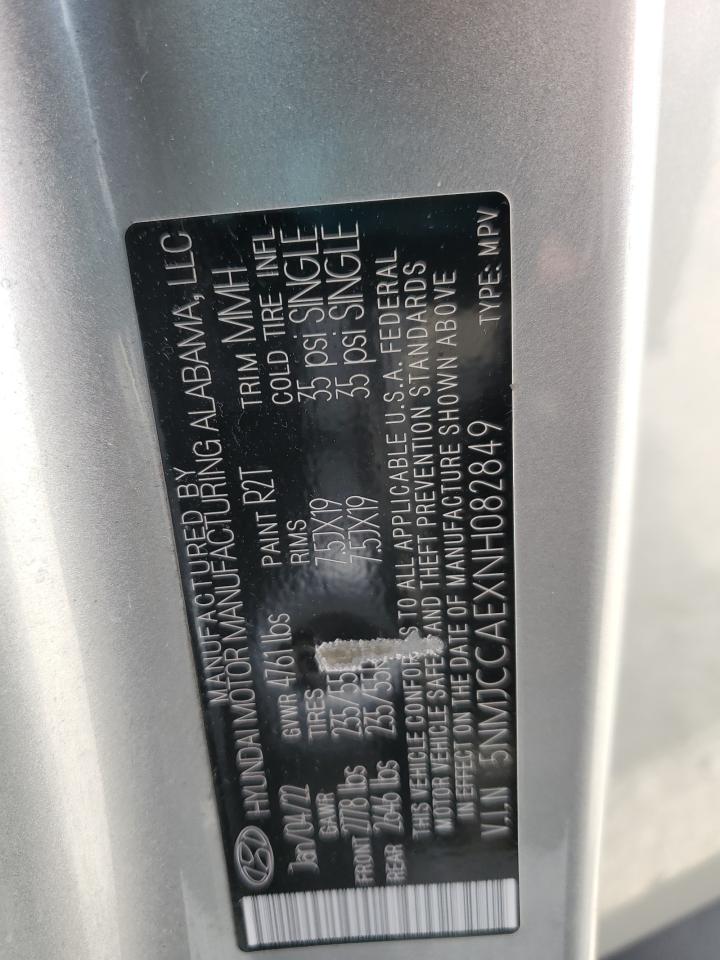 MANUFACTURED BY
HYUNDAI MOTOR MANUFACTURING ALABAMA, LLC
Jan/04/22 GVWR 4761 lbs PAINT R2T TRIM MMH
GAWR TIRES RIMS COLD TIRE INFL
FRONT 2778 lbs 235/55 7.5JX19 35 psi SINGLE
REAR 2646 lbs 235/55R 7.5JX19 35 psi SINGLE
THIS VEHICLE CONFORMS TO ALL APPLICABLE U.S.A. FEDERAL
MOTOR VEHICLE SAFETY AND THEFT PREVENTION STANDARDS
IN EFFECT ON THE DATE OF MANUFACTURE SHOWN ABOVE
V.I.N 5NMJCCAEXNH082849 TYPE: MPV